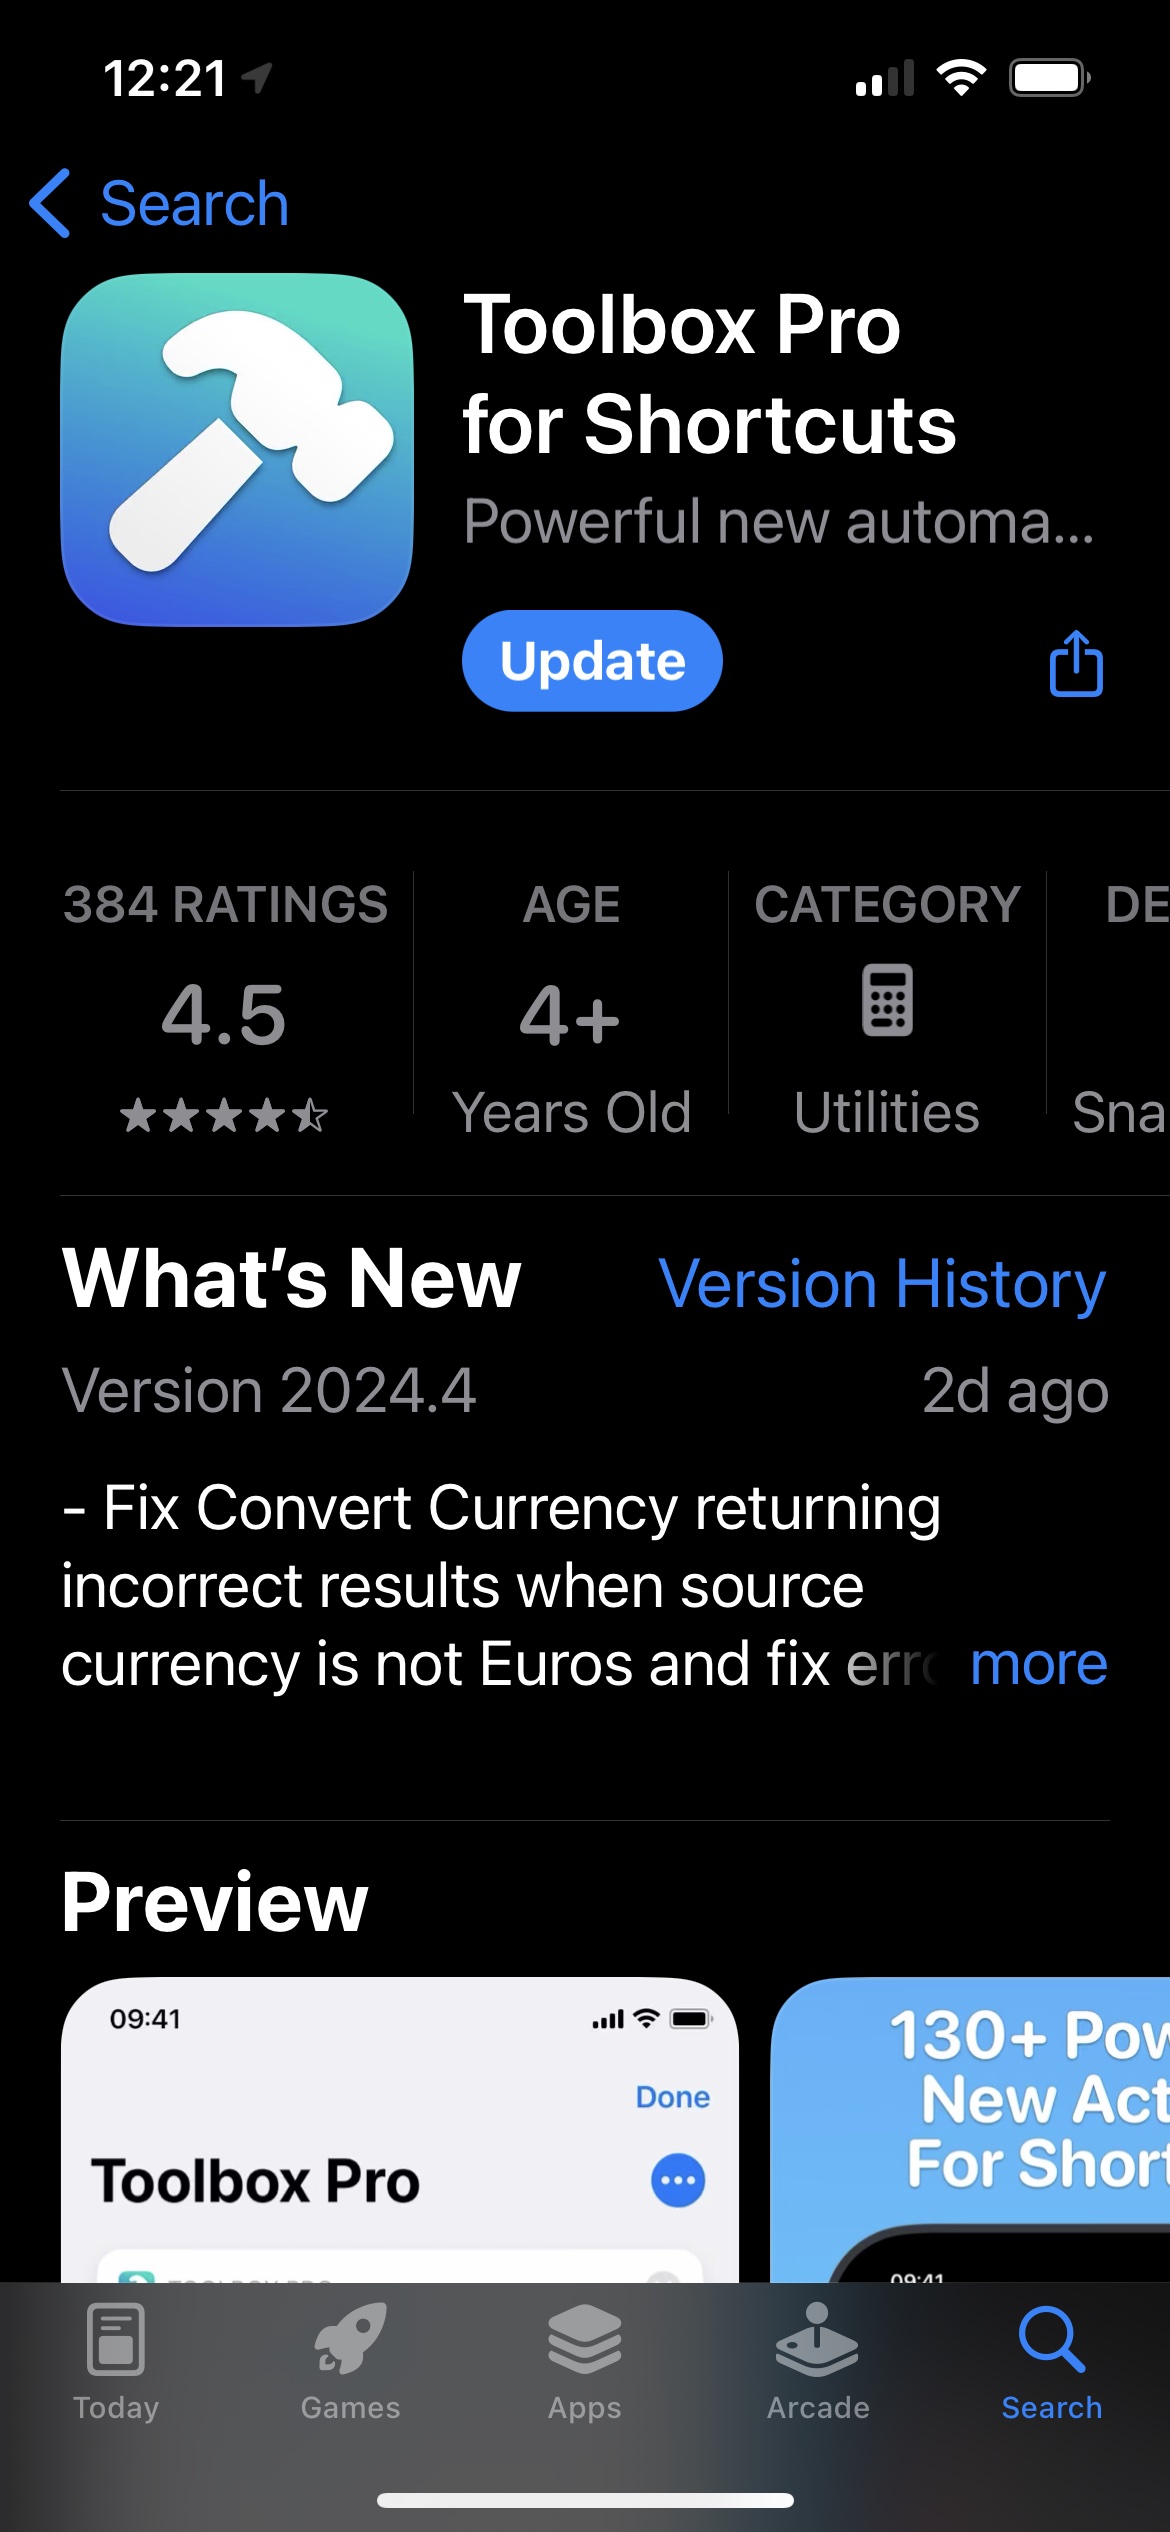 12:21
Search
Toolbox Pro
for Shortcuts
Powerful new automa...
Update
384 RATINGS
4.5
AGE
4+
Years Old
CATEGORY
Utilities
DE
Sna
What's New
Version History
Version 2024.4
2d ago
- Fix Convert Currency returning
incorrect results when source
currency is not Euros and fix erro
more
Preview
09:41
Done
Toolbox Pro
130+ Pow
New Act
For Short
09:41
Today
Games
Apps
Arcade
Search